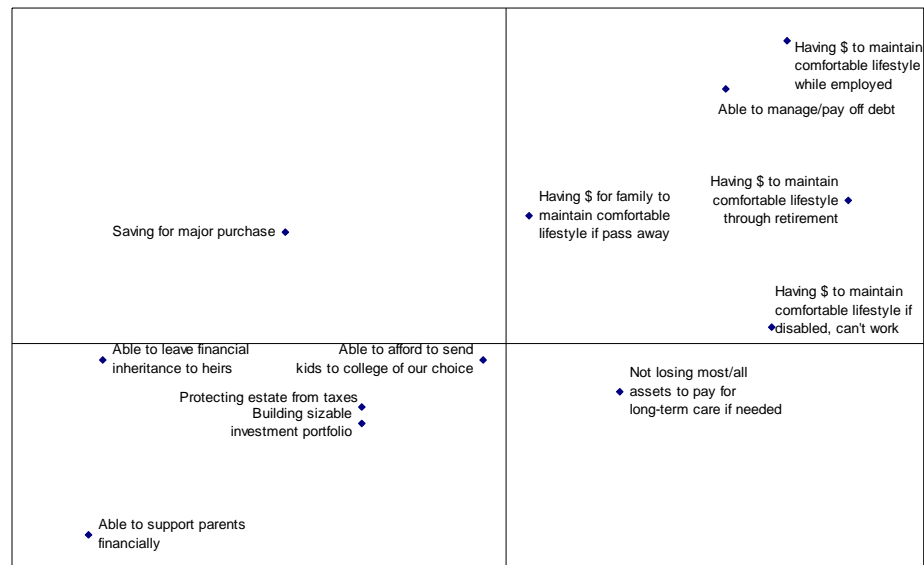 Having $ to maintain
comfortable lifestyle
while employed
Able to manage/pay off debt
Having $ to maintain
comfortable lifestyle
through retirement
Having $ for family to
maintain comfortable
lifestyle if pass away
Saving for major purchase
Having $ to maintain
comfortable lifestyle if
disabled, can't work
Able to leave financial
inheritance to heirs
Able to afford to send
kids to college of our choice
Not losing most/all
assets to pay for
long-term care if needed
Protecting estate from taxes
Building sizable
investment portfolio
Able to support parents
financially